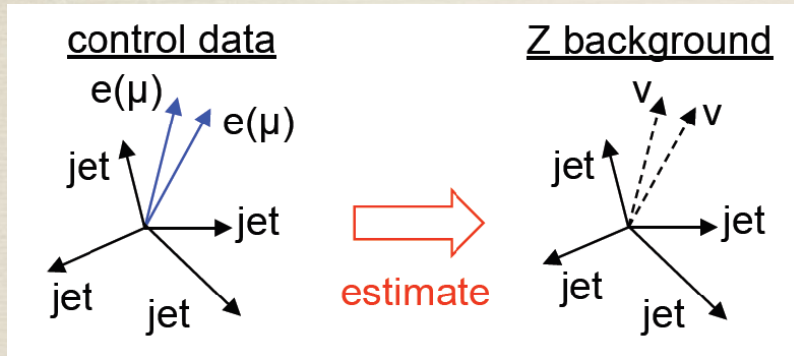 control data
e(μ)
e(μ)
jet
jet
jet
jet
estimate
Z background
v
v
jet
jet
jet
jet